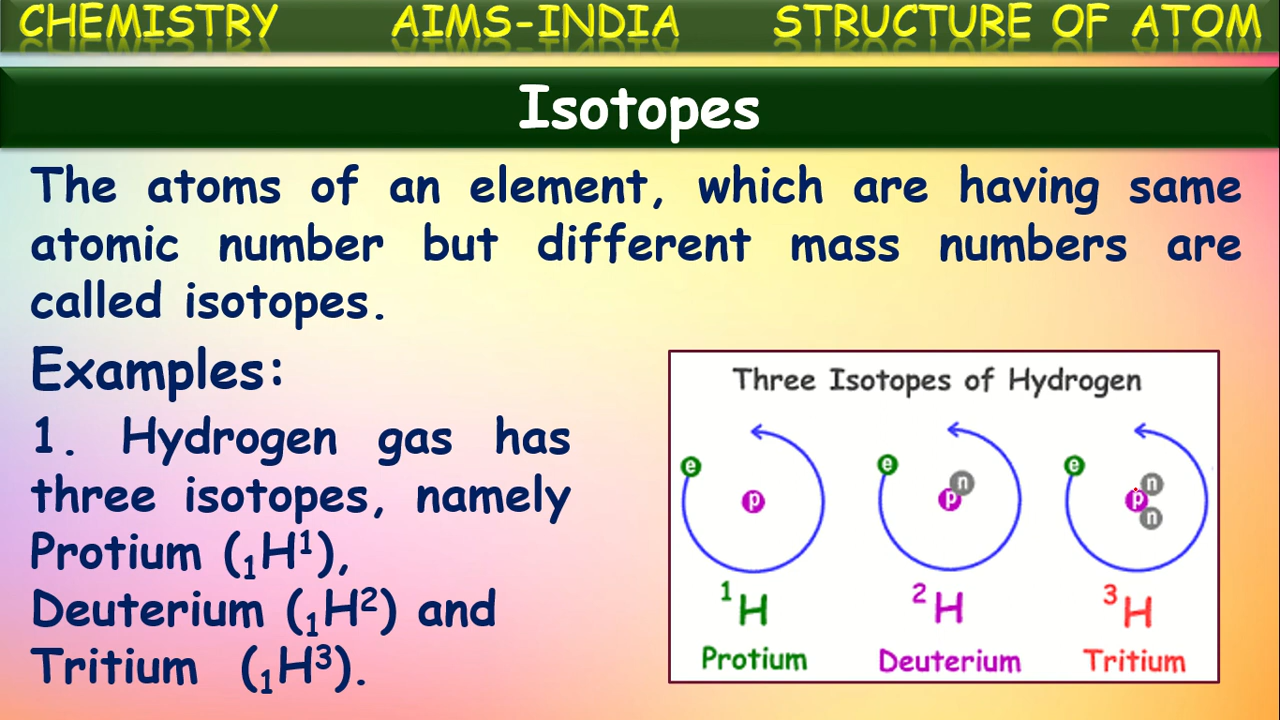 CHEMISTRY AIMS-INDIA STRUCTURE OF ATOM
Isotopes
The atoms of an element, which are having same
atomic number but different mass numbers are
called isotopes.
Examples:
1. Hydrogen gas has
three isotopes, namely
Protium (₁H¹),
Deuterium (₁H²) and
Tritium (₁H³).
Three Isotopes of Hydrogen
e p
e p n
e p n n
¹H ²H ³H
Protium Deuterium Tritium